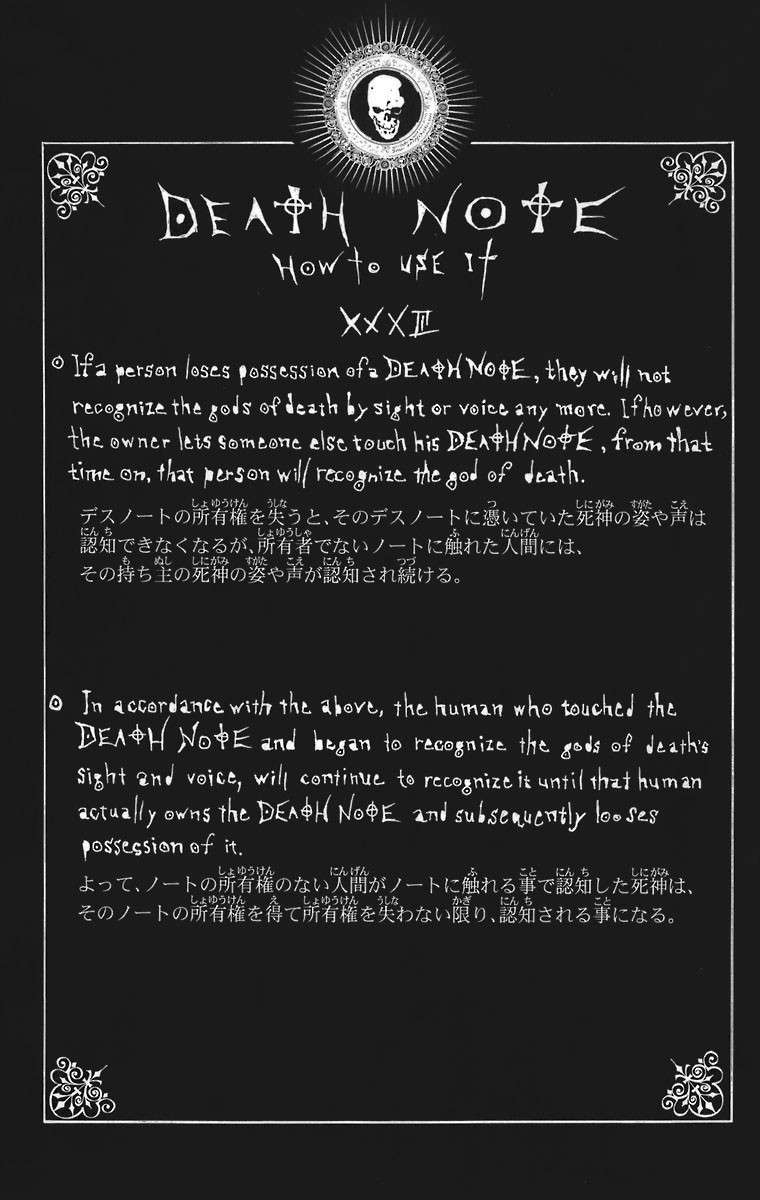 DEATH NOTE
HOW to USE It
XXXIII
If a person loses possession of a DEATH NOTE, they will not
recognize the gods of death by sight or voice any more. If however,
the owner lets someone else touch his DEATH NOTE, from that
time on, that person will recognize the god of death.
デスノートの所有権を失うと、そのデスノートに憑いていた死神の姿や声は
認知できなくなるが、所有者でないノートに触れた人間には、
その持ち主の死神の姿や声が認知され続ける。
In accordance with the above, the human who touched the
DEATH NOTE and began to recognize the gods of death's
sight and voice, will continue to recognize it until that human
actually owns the DEATH NOTE and subsequently looses
possession of it.
よって、ノートの所有権のない人間がノートに触れる事で認知した死神は、
そのノートの所有権を得て所有権を失わない限り、認知される事になる。